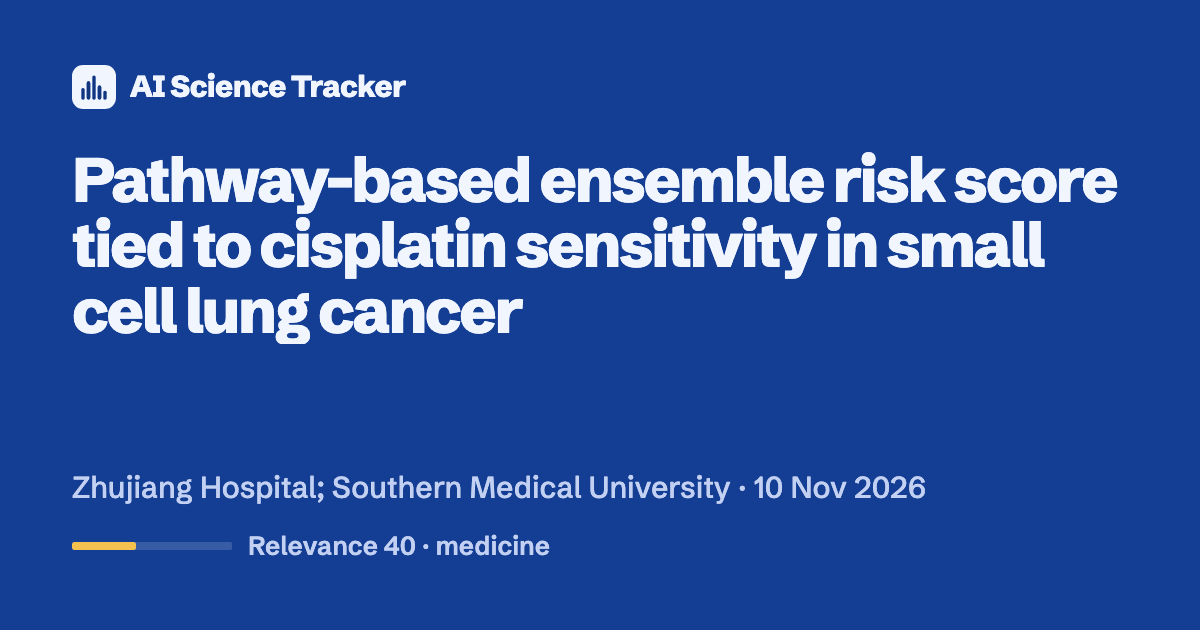 AI Science Tracker
Pathway-based ensemble risk score
tied to cisplatin sensitivity in small
cell lung cancer
Zhujiang Hospital; Southern Medical University · 10 Nov 2026
Relevance 40 · medicine